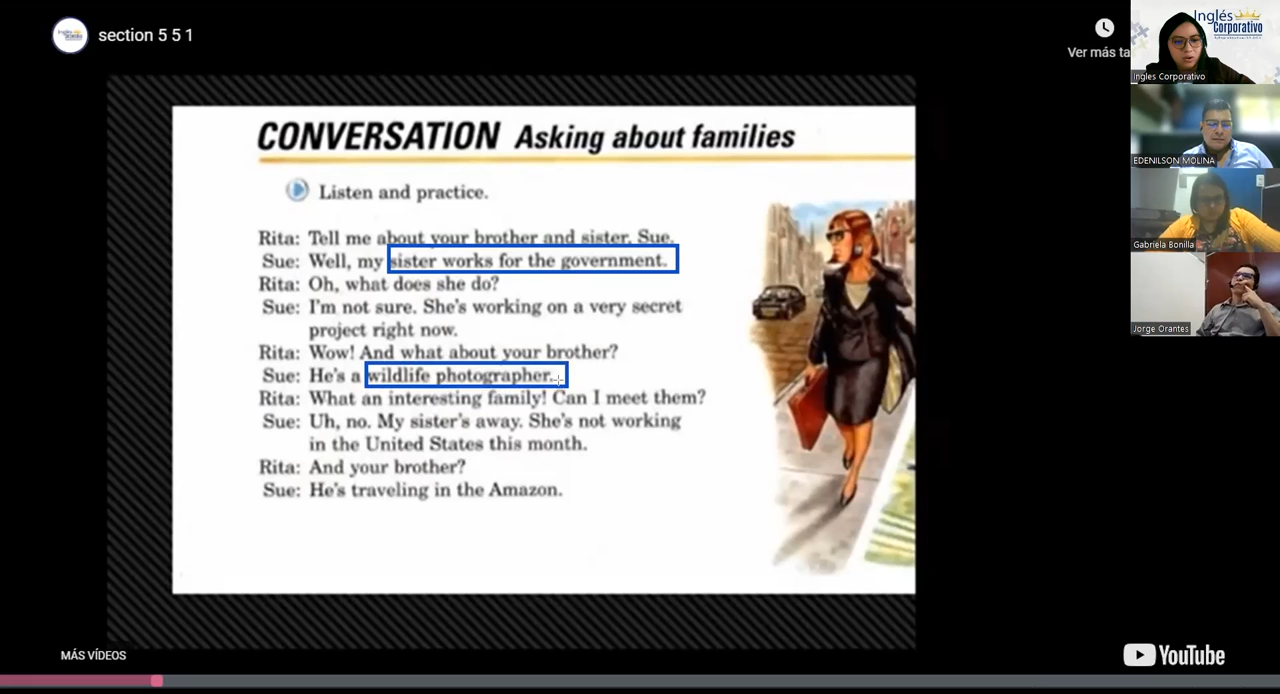 section 5 5 1
Ver más ta
Inglés
Corporativo
Ingles Corporativo
EDENILSON MOLINA
Gabriela Bonilla
Jorge Orantes
CONVERSATION Asking about families
Listen and practice.
Rita: Tell me about your brother and sister, Sue.
Sue: Well, my sister works for the government.
Rita: Oh, what does she do?
Sue: I'm not sure. She's working on a very secret
project right now.
Rita: Wow! And what about your brother?
Sue: He's a wildlife photographer.
Rita: What an interesting family! Can I meet them?
Sue: Uh, no. My sister's away. She's not working
in the United States this month.
Rita: And your brother?
Sue: He's traveling in the Amazon.
MÁS VÍDEOS
YouTube